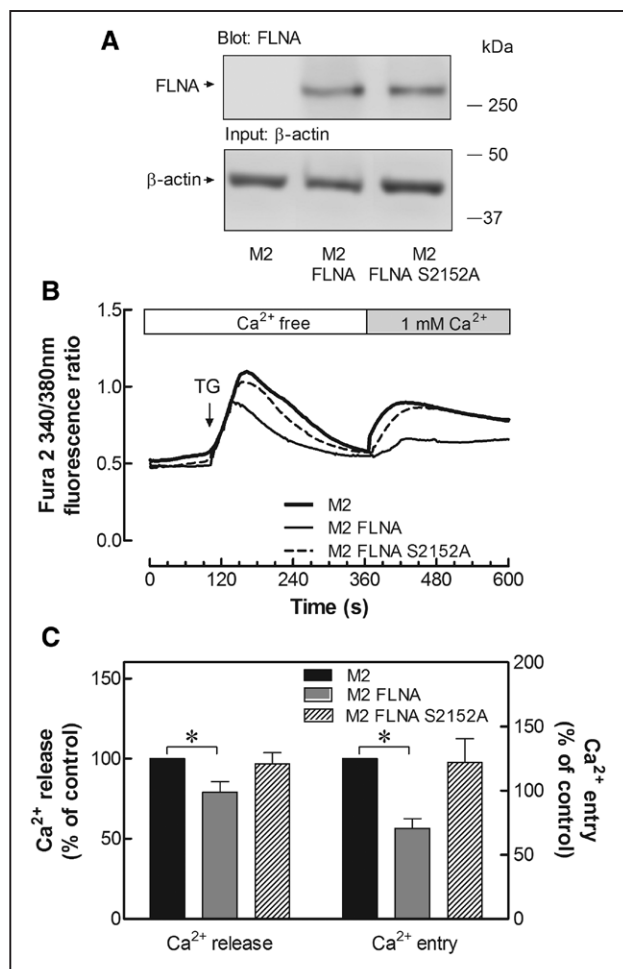 A
Blot: FLNA
kDa
FLNA
— 250
Input: β-actin
— 50
β-actin
—37
M2
M2 FLNA
M2 FLNA S2152A
B
Ca²⁺ free
1 mM Ca²⁺
Fura 2 340/380nm fluorescence ratio
1.5
1.0
0.5
0.0
TG
M2
M2 FLNA
M2 FLNA S2152A
0 120 240 360 480 600
Time (s)
C
Ca²⁺ release (% of control)
150
100
50
0
M2
M2 FLNA
M2 FLNA S2152A
* *
200
150
100
50
0
Ca²⁺ entry (% of control)
Ca²⁺ release
Ca²⁺ entry